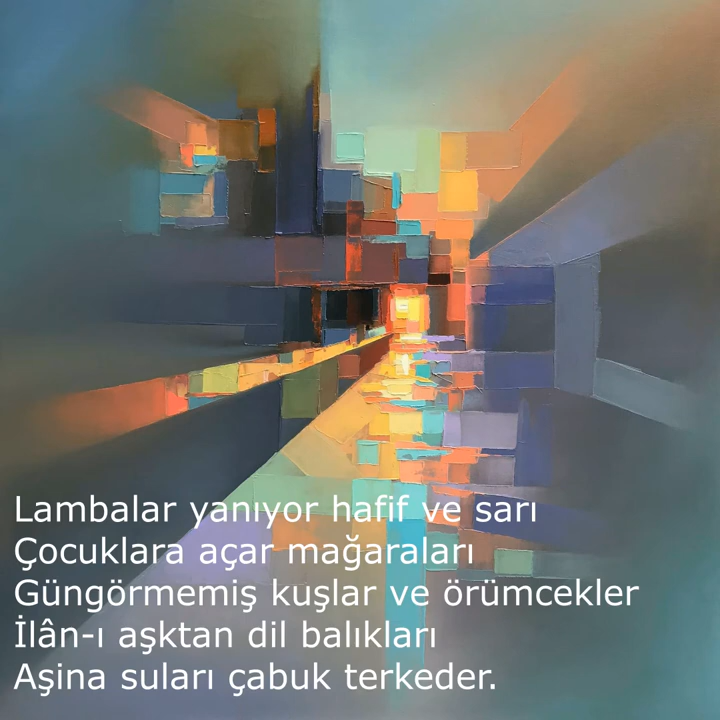 Lambalar yanıyor hafif ve sarı
Çocuklara açar mağaraları
Güngörmemiş kuşlar ve örümcekler
İlân-ı aşktan dil balıkları
Aşina suları çabuk terkeder.